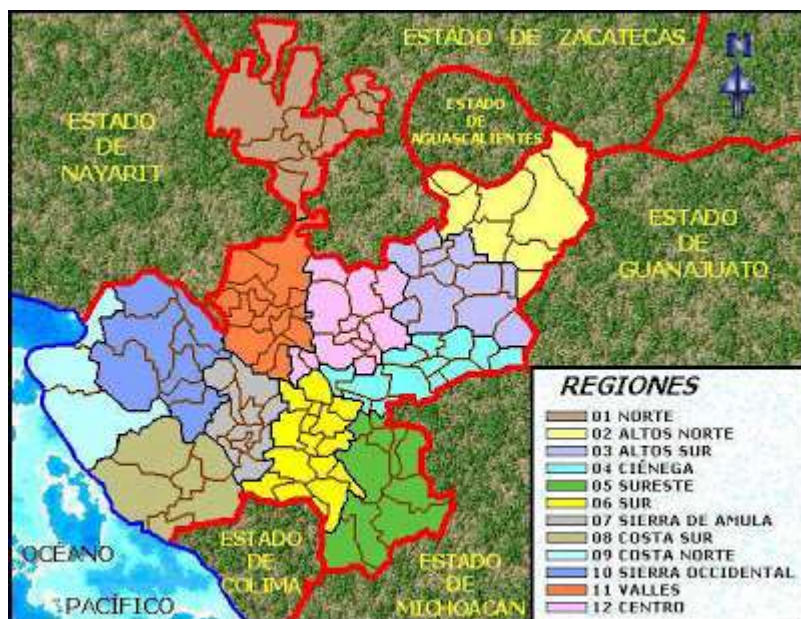 ESTADO DE ZACATECAS
N
ESTADO
DE
AGUASCALIENTES
ESTADO
DE
NAYARIT
ESTADO
DE
GUANAJUATO
REGIONES
01 NORTE
02 ALTOS NORTE
03 ALTOS SUR
04 CIÉNEGA
05 SURESTE
06 SUR
07 SIERRA DE AMULA
08 COSTA SUR
09 COSTA NORTE
10 SIERRA OCCIDENTAL
11 VALLES
12 CENTRO
OCÉANO
PACÍFICO
ESTADO
DE
COLIMA
ESTADO
DE
MICHOACAN